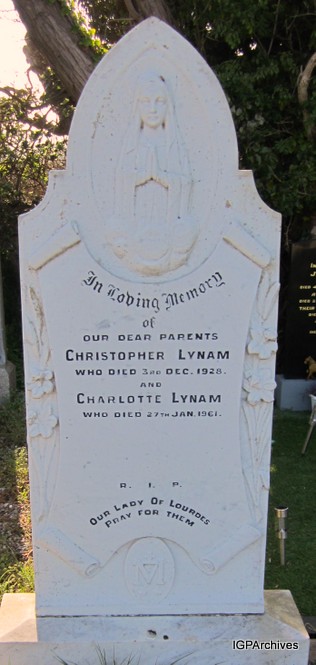 In Loving Memory
of
OUR DEAR PARENTS
CHRISTOPHER LYNAM
WHO DIED 3RD DEC. 1928.
AND
CHARLOTTE LYNAM
WHO DIED 27TH JAN. 1961.
R. I. P.
OUR LADY OF LOURDES
PRAY FOR THEM
IGPArchives